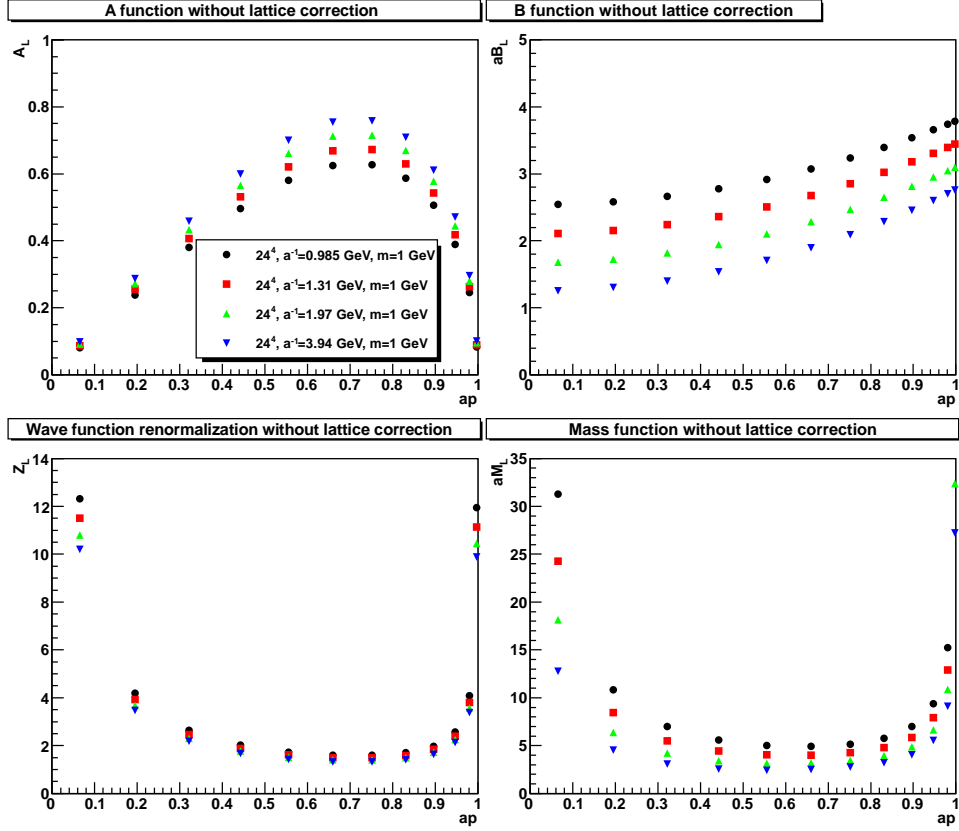 A function without lattice correction
A_L
1
0.8
0.6
0.4
0.2
0
24^4, a^-1=0.985 GeV, m=1 GeV
24^4, a^-1=1.31 GeV, m=1 GeV
24^4, a^-1=1.97 GeV, m=1 GeV
24^4, a^-1=3.94 GeV, m=1 GeV
0 0.1 0.2 0.3 0.4 0.5 0.6 0.7 0.8 0.9 1
ap
B function without lattice correction
aB_L
5
4
3
2
1
0
0 0.1 0.2 0.3 0.4 0.5 0.6 0.7 0.8 0.9 1
ap
Wave function renormalization without lattice correction
Z_L
14
12
10
8
6
4
2
0
0 0.1 0.2 0.3 0.4 0.5 0.6 0.7 0.8 0.9 1
ap
Mass function without lattice correction
aM_L
35
30
25
20
15
10
5
0
0 0.1 0.2 0.3 0.4 0.5 0.6 0.7 0.8 0.9 1
ap